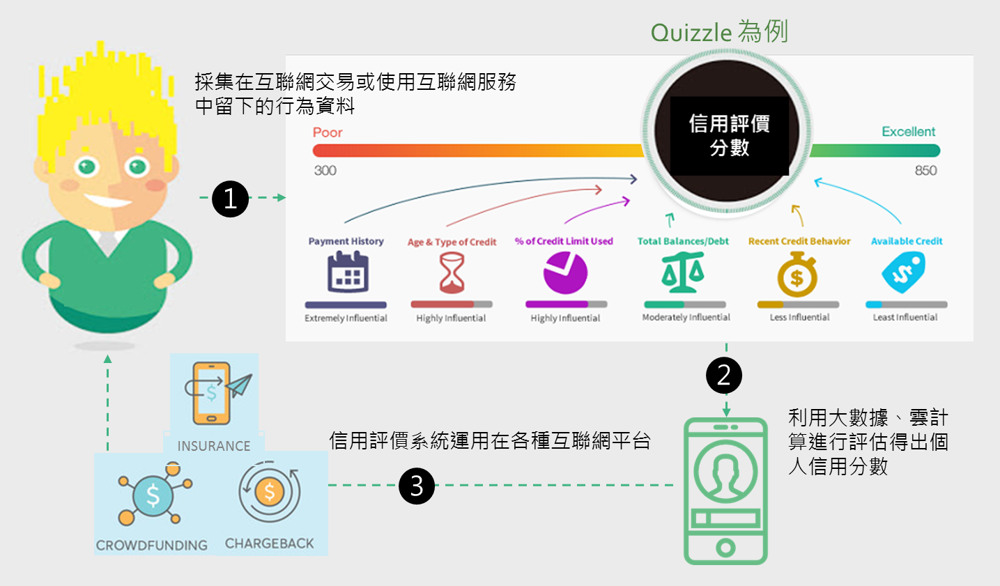 Quizzle 為例
採集在互聯網交易或使用互聯網服務
中留下的行為資料
信用評價
分數
Poor
Excellent
300
850
1
Payment History
Age & Type of Credit
% of Credit Limit Used
Total Balances/Debt
Recent Credit Behavior
Available Credit
$
$
Extremely Influential
Highly Influential
Highly Influential
Moderately Influential
Less Influential
Least Influential
2
利用大數據、雲計
算進行評估得出個
人信用分數
信用評價系統運用在各種互聯網平台
3
$
INSURANCE
$
$
CROWDFUNDING
CHARGEBACK